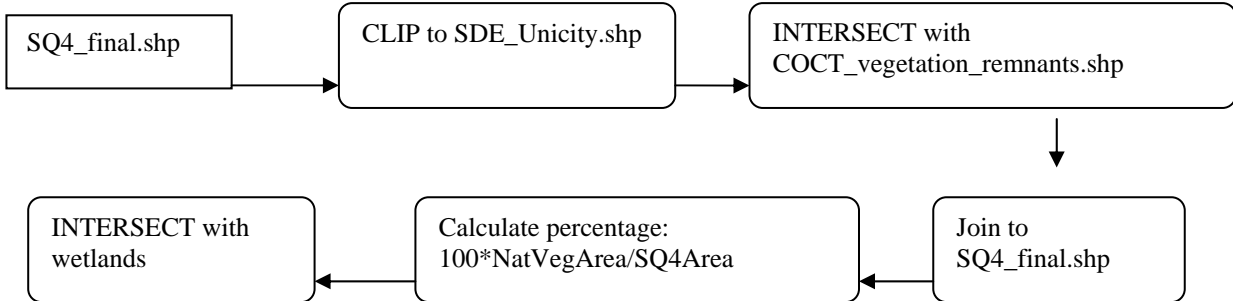 SQ4_final.shp
CLIP to SDE_Unicity.shp
INTERSECT with
COCT_vegetation_remnants.shp
Join to
SQ4_final.shp
Calculate percentage:
100*NatVegArea/SQ4Area
INTERSECT with
wetlands